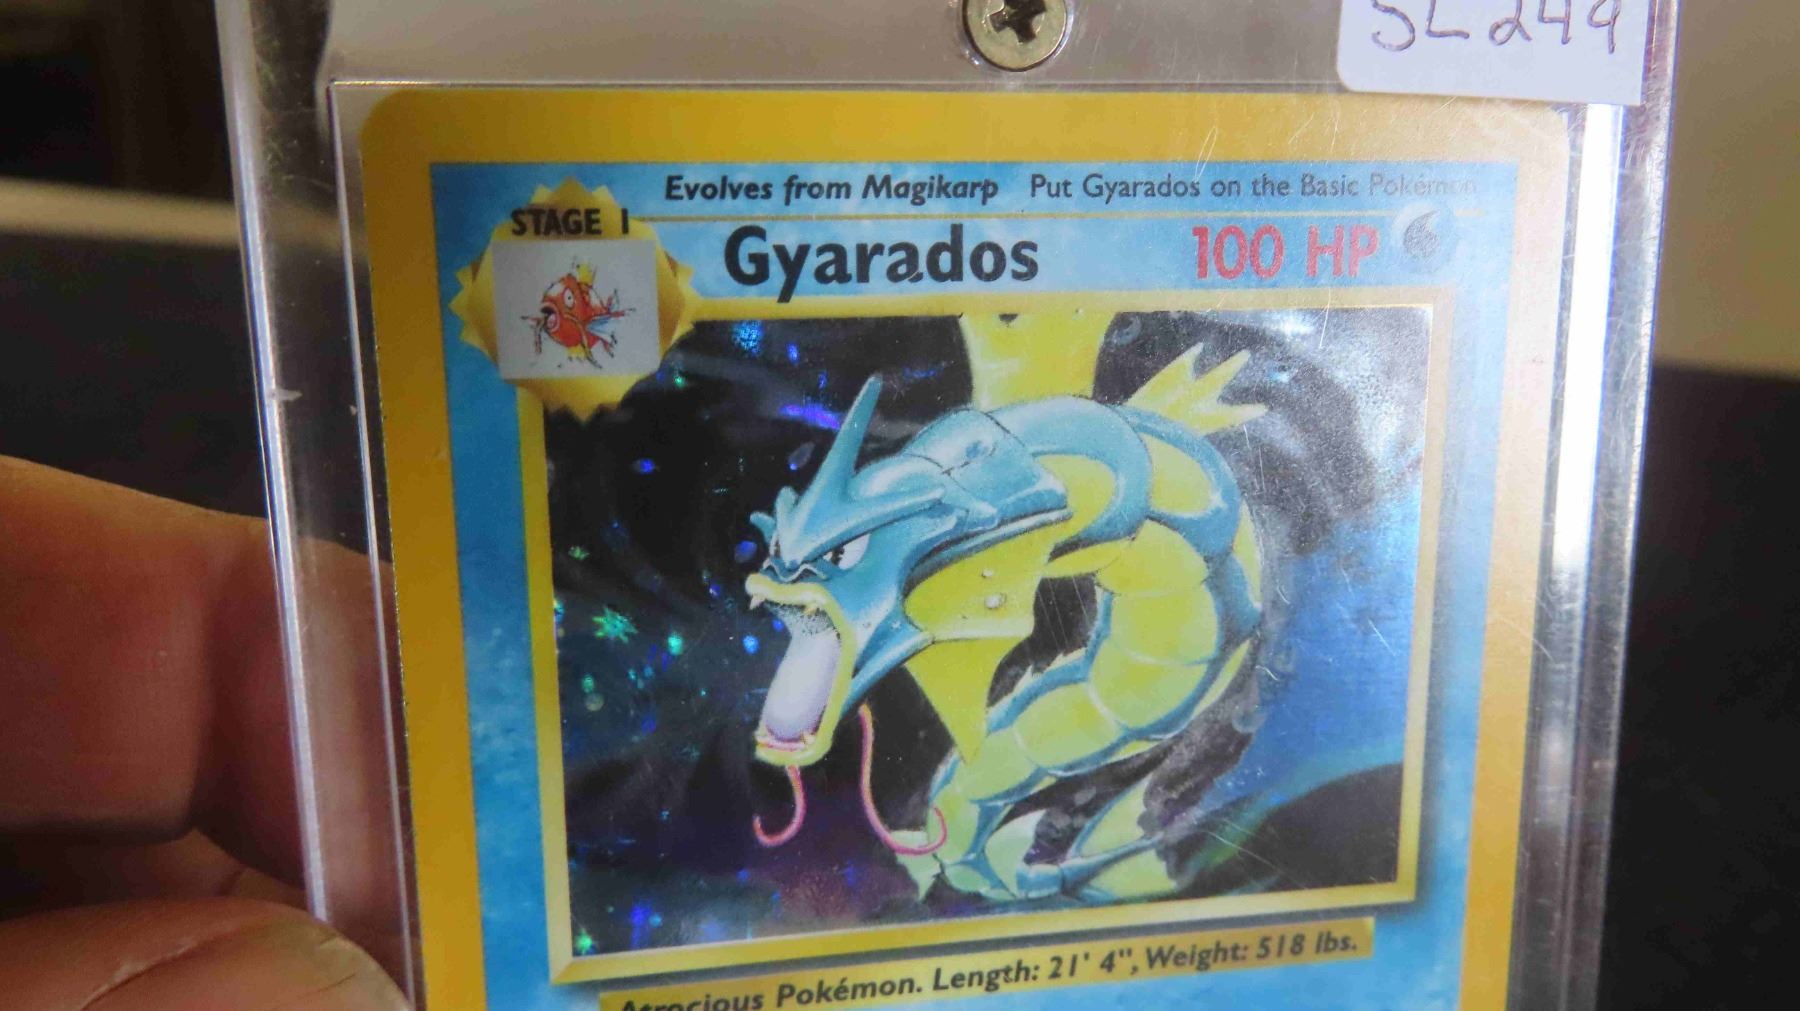 SL249
Evolves from Magikarp Put Gyarados on the Basic Pokémon
STAGE 1
Gyarados 100 HP
Atrocious Pokémon. Length: 21' 4", Weight: 518 lbs.